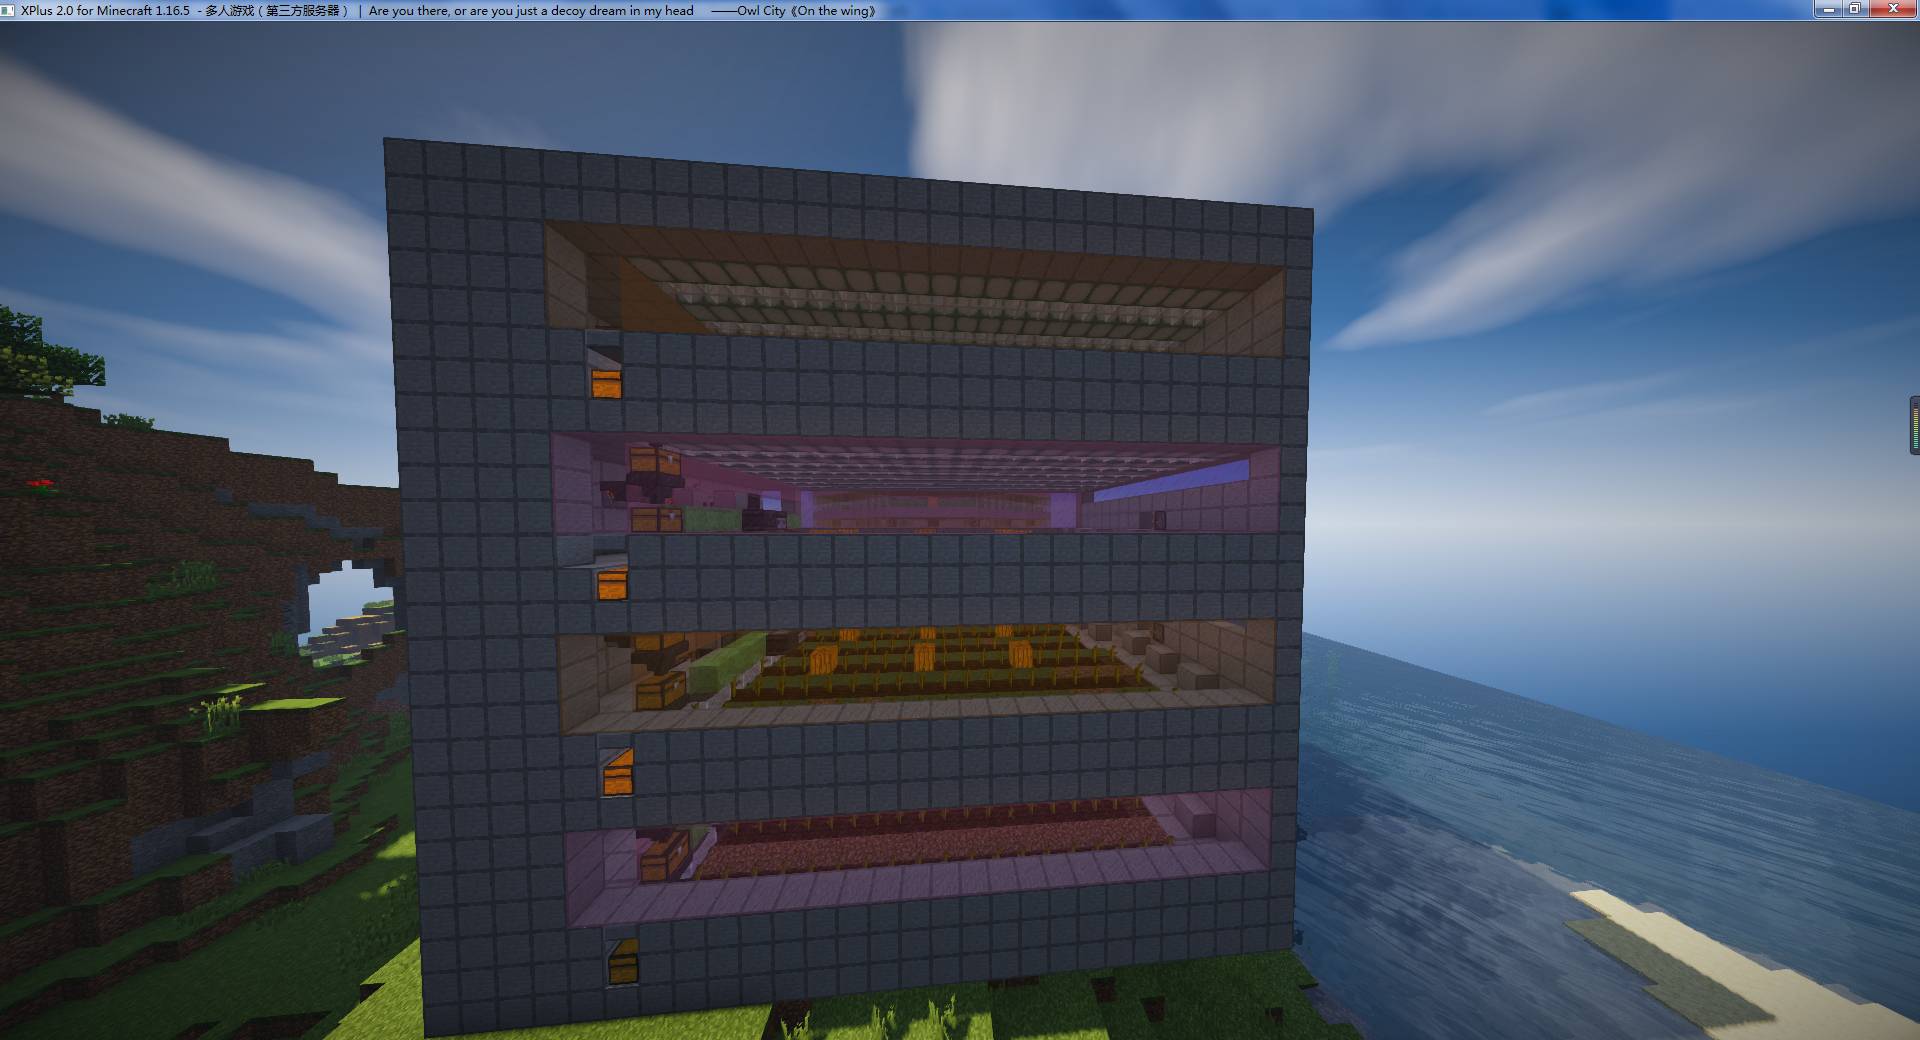 XPlus 2.0 for Minecraft 1.16.5 - 多人游戏（第三方服务器） | Are you there, or are you just a decoy dream in my head ——Owl City《On the wing》